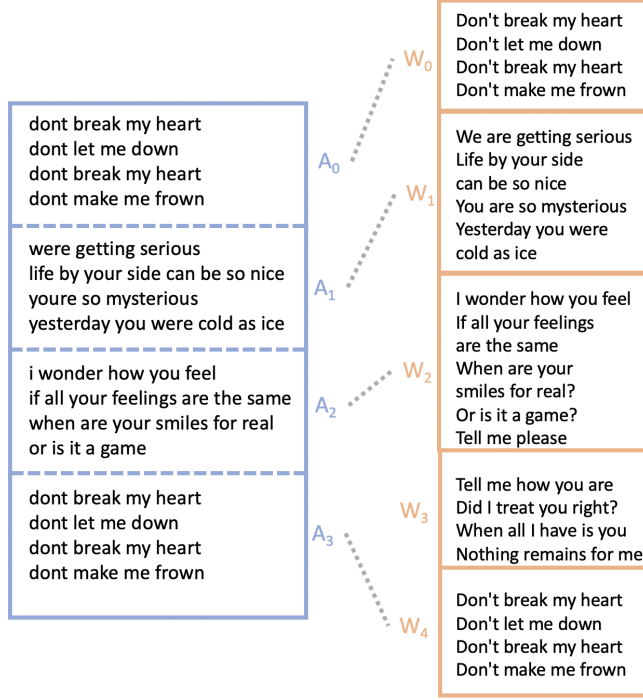 dont break my heart
dont let me down
dont break my heart
dont make me frown
were getting serious
life by your side can be so nice
youre so mysterious
yesterday you were cold as ice
i wonder how you feel
if all your feelings are the same
when are your smiles for real
or is it a game
dont break my heart
dont let me down
dont break my heart
dont make me frown
A0
A1
A2
A3
W0
W1
W2
W3
W4
Don't break my heart
Don't let me down
Don't break my heart
Don't make me frown
We are getting serious
Life by your side
can be so nice
You are so mysterious
Yesterday you were
cold as ice
I wonder how you feel
If all your feelings
are the same
When are your
smiles for real?
Or is it a game?
Tell me please
Tell me how you are
Did I treat you right?
When all I have is you
Nothing remains for me
Don't break my heart
Don't let me down
Don't break my heart
Don't make me frown